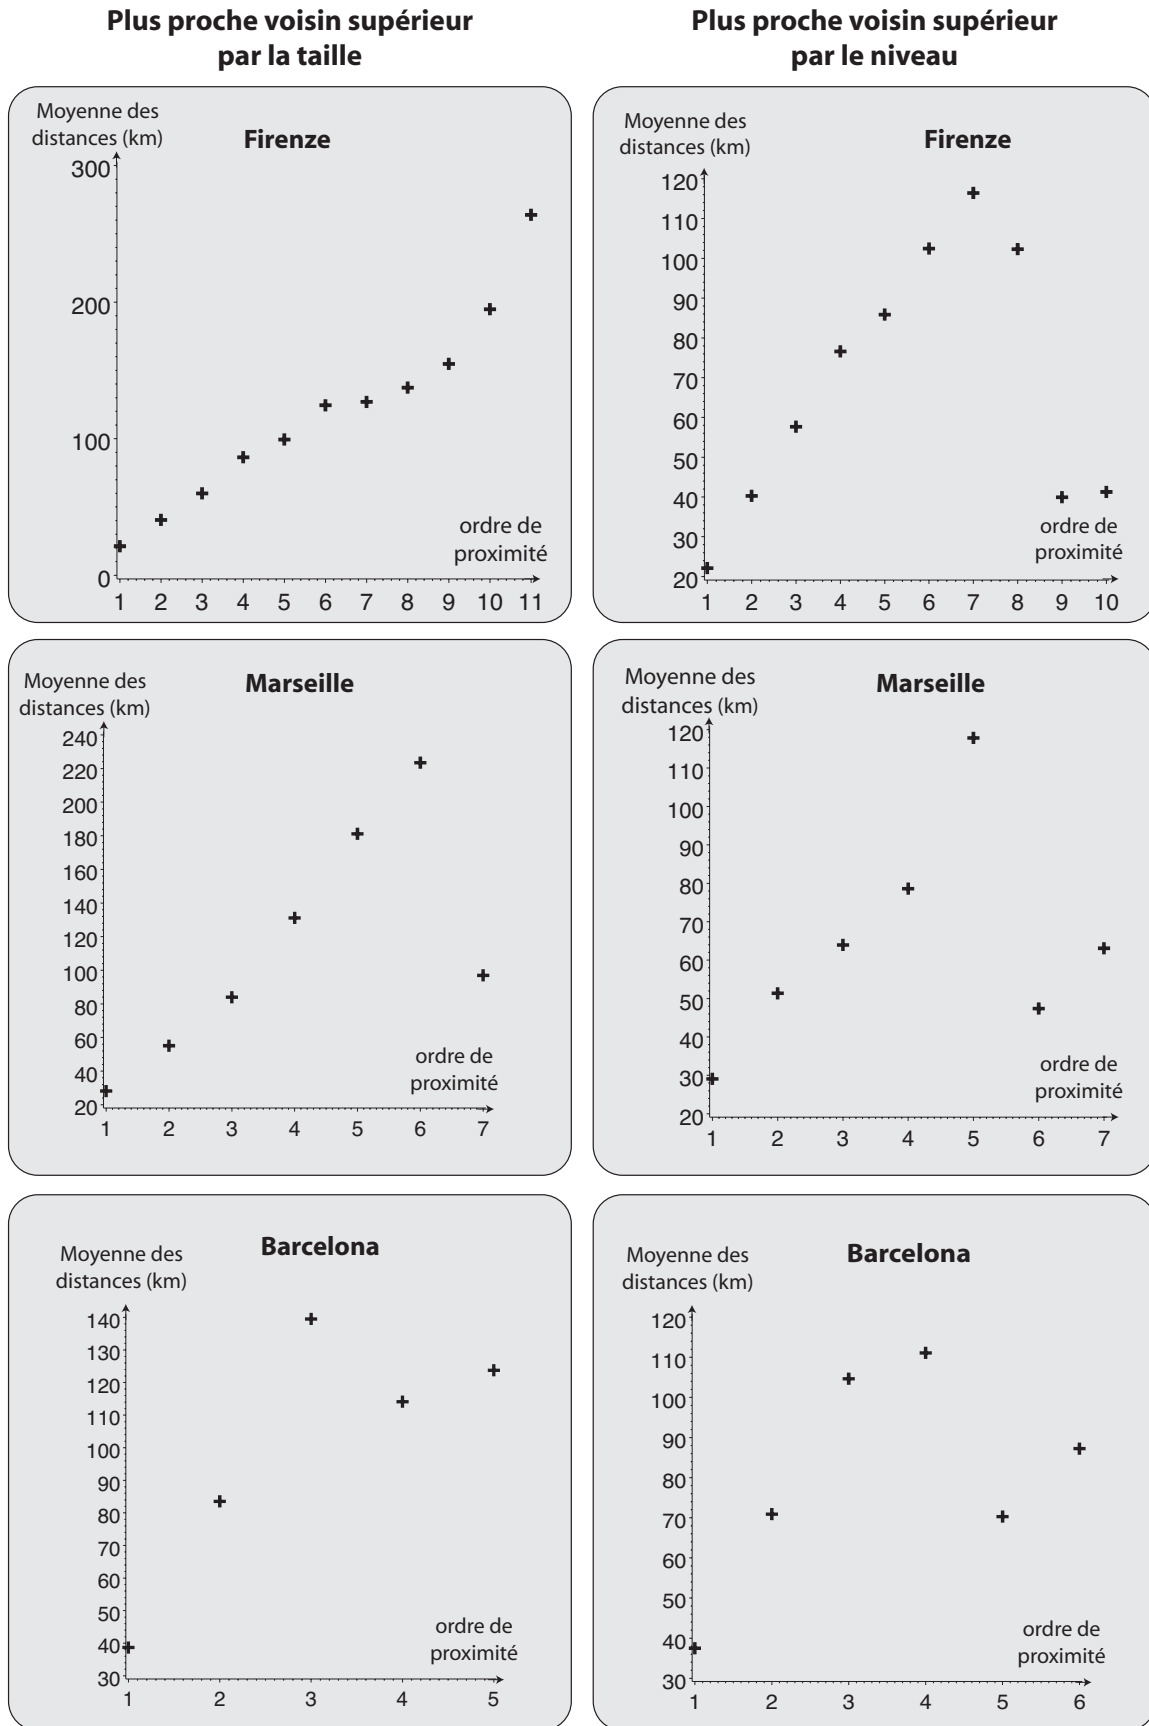 Plus proche voisin supérieur
par la taille
Plus proche voisin supérieur
par le niveau
Moyenne des
distances (km)
Firenze
300
200
100
0
ordre de
proximité
1 2 3 4 5 6 7 8 9 10 11
Moyenne des
distances (km)
Firenze
120
110
100
90
80
70
60
50
40
30
20
ordre de
proximité
1 2 3 4 5 6 7 8 9 10
Moyenne des
distances (km)
Marseille
240
220
200
180
160
140
120
100
80
60
40
20
ordre de
proximité
1 2 3 4 5 6 7
Moyenne des
distances (km)
Marseille
120
110
100
90
80
70
60
50
40
30
20
ordre de
proximité
1 2 3 4 5 6 7
Moyenne des
distances (km)
Barcelona
140
130
120
110
100
90
80
70
60
50
40
30
ordre de
proximité
1 2 3 4 5
Moyenne des
distances (km)
Barcelona
120
110
100
90
80
70
60
50
40
30
ordre de
proximité
1 2 3 4 5 6